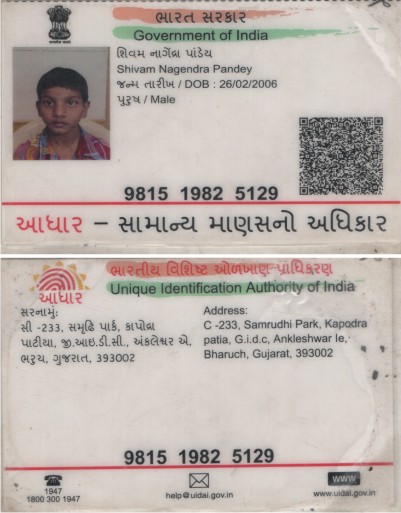 ભારત સરકાર
Government of India
શિવમ નાગેંદ્રા પાંડેય
Shivam Nagendra Pandey
જન્મ તારીખ / DOB : 26/02/2006
પુરુષ / Male
9815 1982 5129
આધાર – સામાન્ય માણસનો અધિકાર
ભારતીય વિશિષ્ટ ઓળખાણ પ્રાધિકરણ
Unique Identification Authority of India
આધાર
સરનામું:
સી -233, સમૃદ્ધિ પાર્ક, કાપોદ્રા
પાટીયા, જી.આઇ.ડી.સી., અંકલેશ્વર એ,
ભરુચ, ગુજરાત, 393002
Address:
C -233, Samrudhi Park, Kapodra
patia, G.i.d.c, Ankleshwar Ie,
Bharuch, Gujarat, 393002
9815 1982 5129
1947
1800 300 1947
help@uidai.gov.in
WWW
www.uidai.gov.in